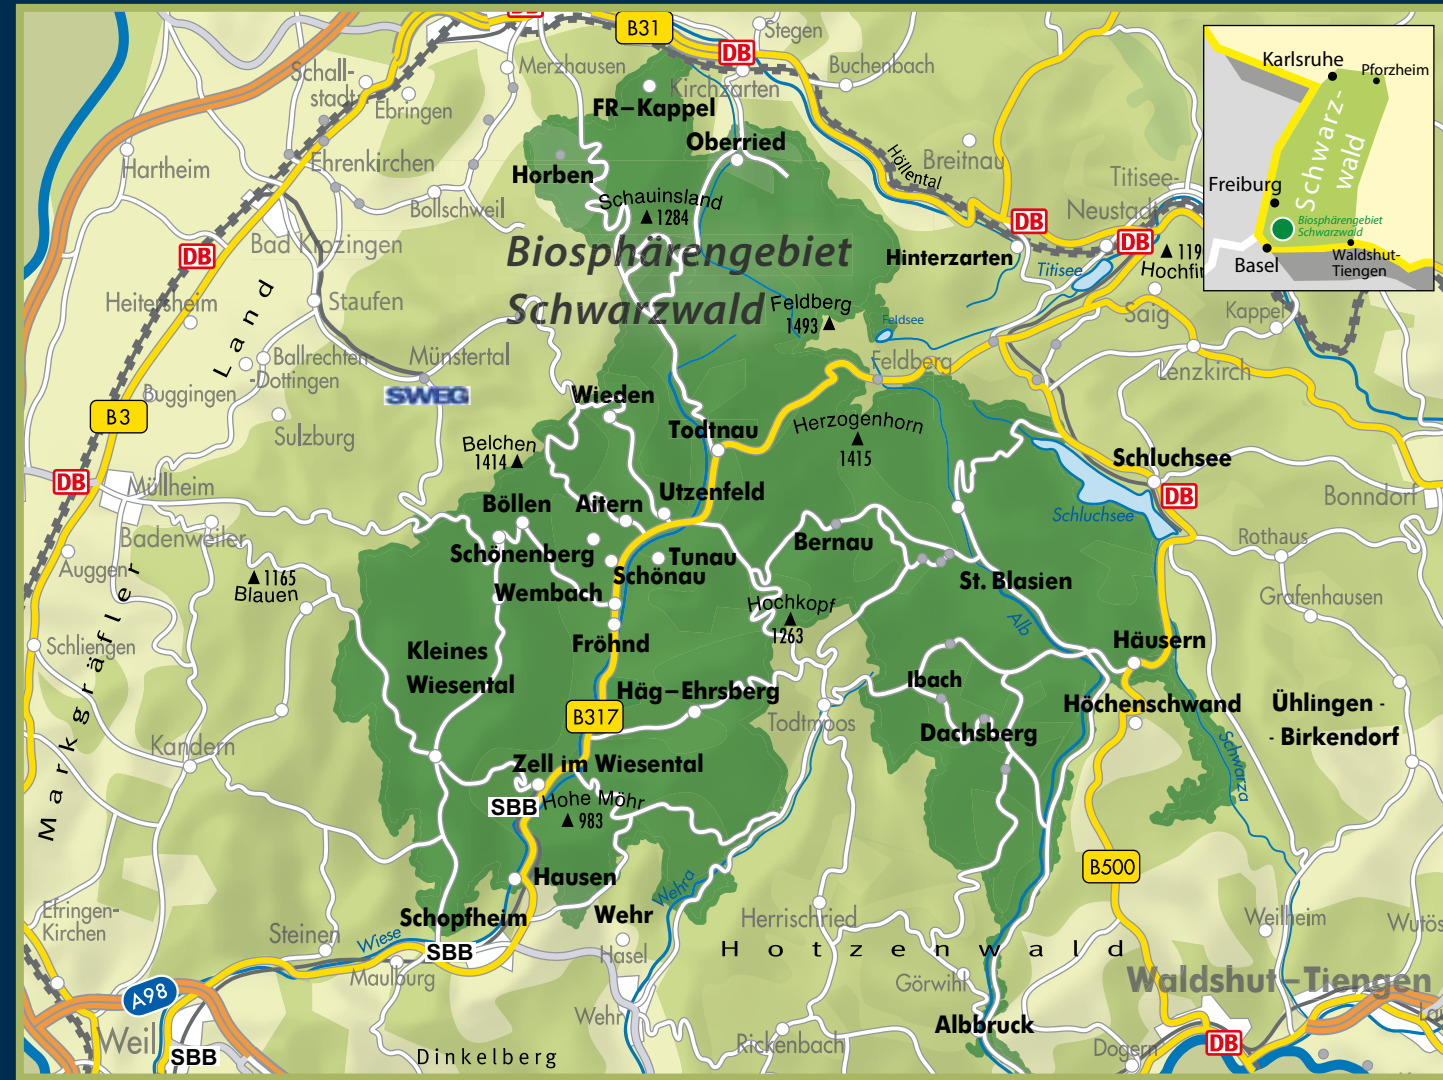 B31
DB
Stegen
Merzhausen
Buchenbach
Schall-
stadt
Ebringen
Kirchzarten
FR–Kappel
Oberried
Höllental
Breitnau
Hartheim
Ehrenkirchen
Horben
Titisee-
Neustadt
Bollschweil
Schauinsland
1284
Bad Krozingen
DB
Biosphärengebiet
Schwarzwald
Hinterzarten
DB
DB
Titisee
119
Hochfir
Heitersheim
Staufen
Feldberg
1493
Feldsee
Saig
Kappel
Land
Ballrechten
-Dottingen
Münstertal
SWEG
Feldberg
Lenzkirch
Buggingen
B3
Wieden
Sulzburg
Belchen
1414
Todtnau
Herzogenhorn
1415
Schluchsee
DB
DB
Müllheim
Böllen
Aitern
Utzenfeld
Schluchsee
Bonndorf
Badenweiler
Schönenberg
Tunau
Bernau
Rothaus
Auggen
1165
Blauen
Schönau
Wembach
St. Blasien
Grafenhausen
Hochkopf
1263
Alb
Schliengen
Fröhnd
Häusern
Kleines
Wiesental
Häg–Ehrsberg
Ibach
Höchenschwand
Ühlingen -
- Birkendorf
B317
Todtmoos
Dachsberg
Markgräfler
Kandern
Zell im Wiesental
Schwarza
SBB
Hohe Möhr
983
B500
Hausen
Wehra
Efringen-
Kirchen
Schopfheim
Wehr
Herrischried
Weilheim
Wutös
Steinen
Wiese
SBB
Hasel
Hotzenwald
Maulburg
Görwihl
Waldshut–Tiengen
A98
Wehr
Albbruck
Lau
Weil
SBB
Dinkelberg
Rickenbach
Dogern
DB
Karlsruhe
Pforzheim
Schwarz-
wald
Freiburg
Biosphärengebiet
Schwarzwald
Basel
Waldshut-
Tiengen